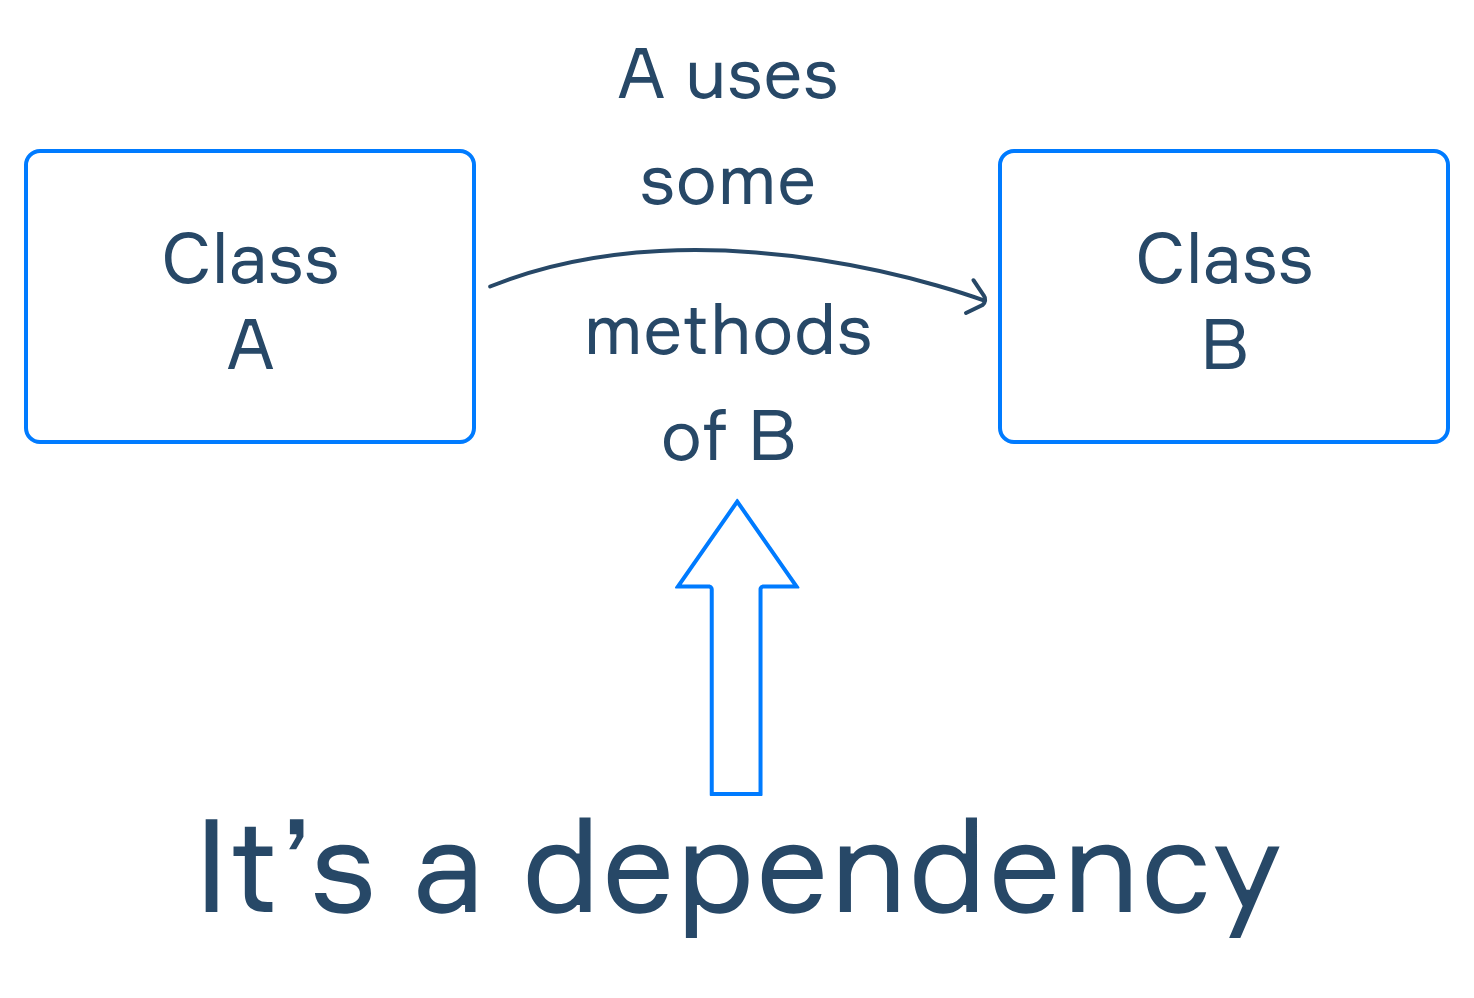 A uses
some
methods
of B
Class
A
Class
B
It’s a dependency